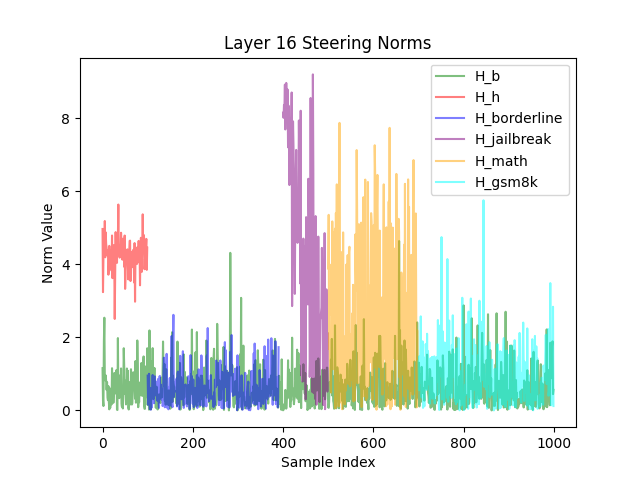 Layer 16 Steering Norms
H_b
H_h
H_borderline
H_jailbreak
H_math
H_gsm8k
Norm Value
8
6
4
2
0
0 200 400 600 800 1000
Sample Index